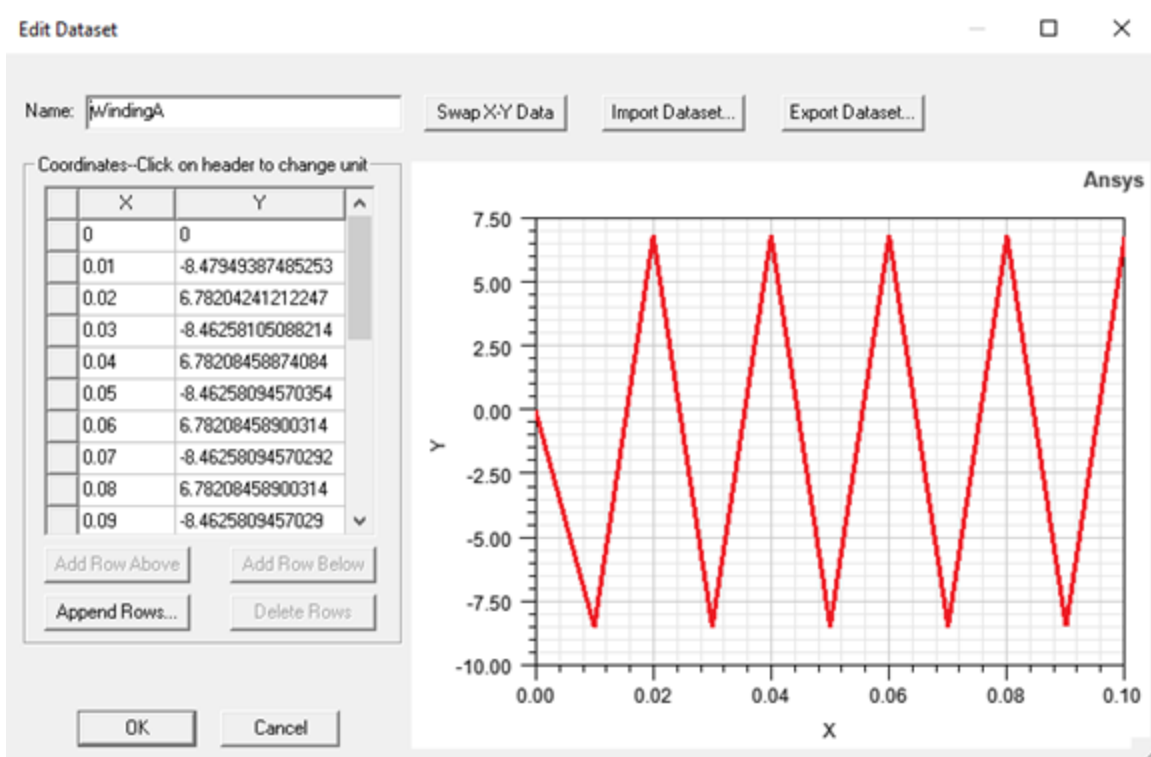 Edit Dataset
Name: iWindingA
Swap X-Y Data
Import Dataset...
Export Dataset...
Coordinates--Click on header to change unit
X Y
0 0
0.01 -8.47949387485253
0.02 6.78204241212247
0.03 -8.46258105088214
0.04 6.78208458874084
0.05 -8.46258094570354
0.06 6.78208458900314
0.07 -8.46258094570292
0.08 6.78208458900314
0.09 -8.4625809457029
Add Row Above
Add Row Below
Append Rows...
Delete Rows
OK
Cancel
Ansys
7.50
5.00
2.50
0.00
-2.50
-5.00
-7.50
-10.00
Y
0.00 0.02 0.04 0.06 0.08 0.10
X